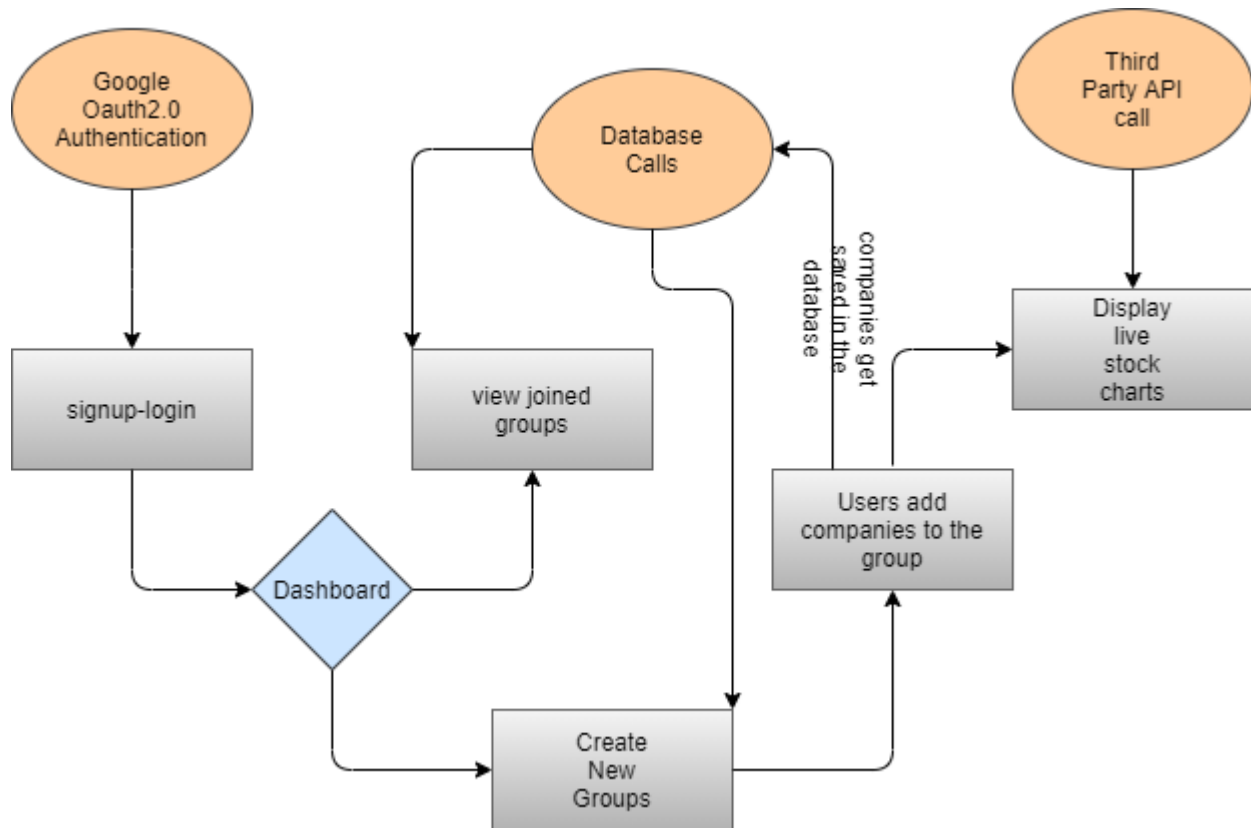 Google
Oauth2.0
Authentication
Database
Calls
Third
Party API
call
companies get
saved in the
database
Display
live
stock
charts
signup-login
view joined
groups
Users add
companies to the
group
Dashboard
Create
New
Groups